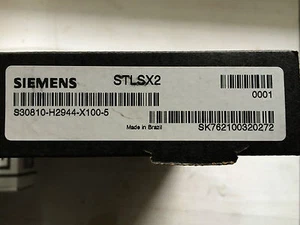 SIEMENS STLSX2
0001
S30810-H2944-X100-5
Made in Brazil SK762100320272